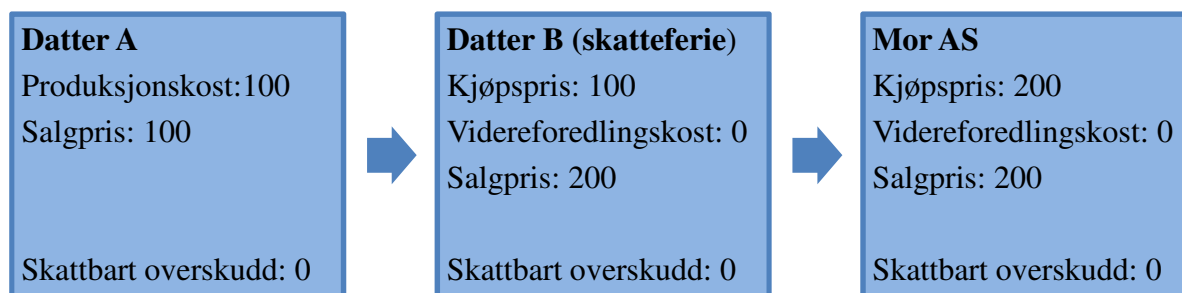 Datter A
Produksjonskost:100
Salgpris: 100
Skattbart overskudd: 0
Datter B (skatteferie)
Kjøpspris: 100
Videreforedlingskost: 0
Salgpris: 200
Skattbart overskudd: 0
Mor AS
Kjøpspris: 200
Videreforedlingskost: 0
Salgpris: 200
Skattbart overskudd: 0